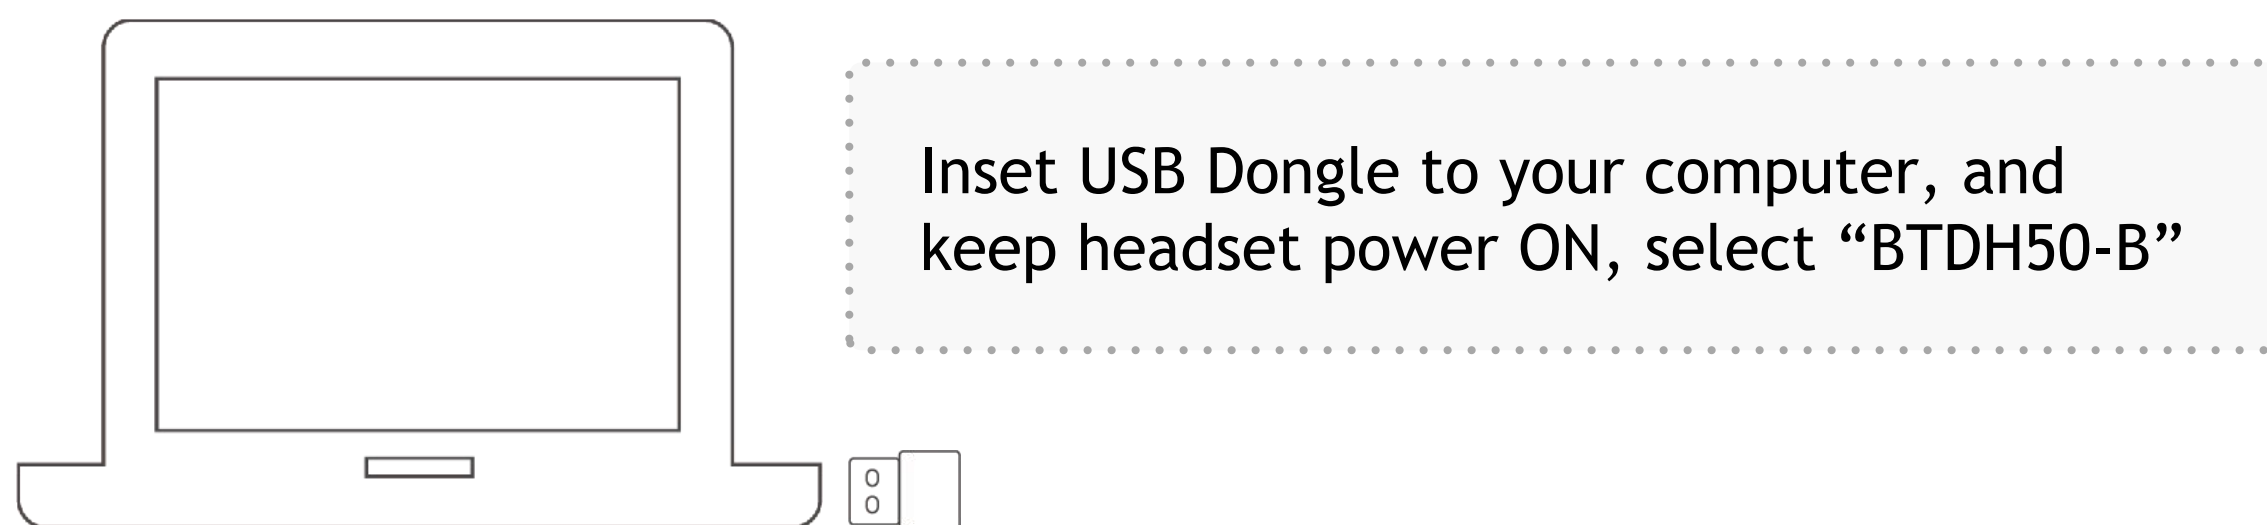 Inset USB Dongle to your computer, and
keep headset power ON, select “BTDH50-B”